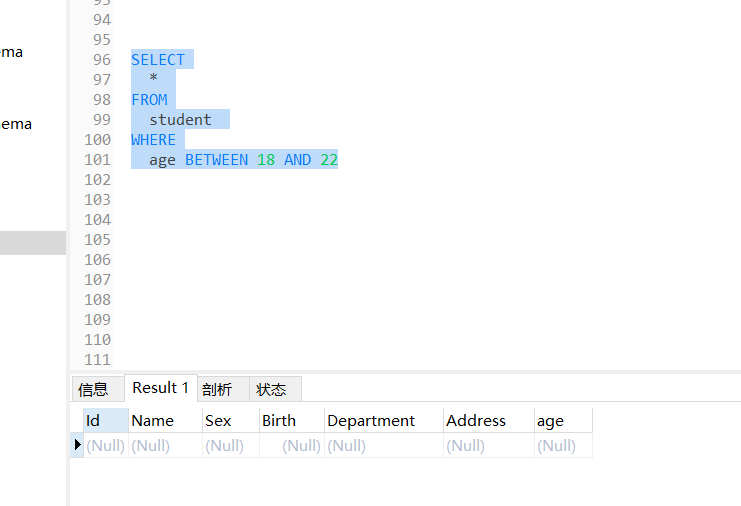 93
94
95
ema
96 SELECT
97 *
98 FROM
ema
99 student
100 WHERE
101 age BETWEEN 18 AND 22
102
103
104
105
106
107
108
109
110
111
信息 Result 1 剖析 状态
Id Name Sex Birth Department Address age
(Null) (Null) (Null) (Null) (Null) (Null) (Null)